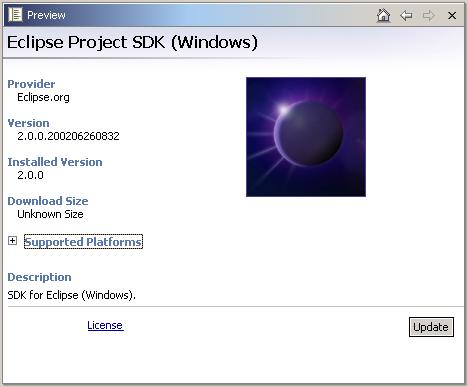 Preview
Eclipse Project SDK (Windows)
Provider
Eclipse.org
Version
2.0.0.200206260832
Installed Version
2.0.0
Download Size
Unknown Size
Supported Platforms
Description
SDK for Eclipse (Windows).
License
Update